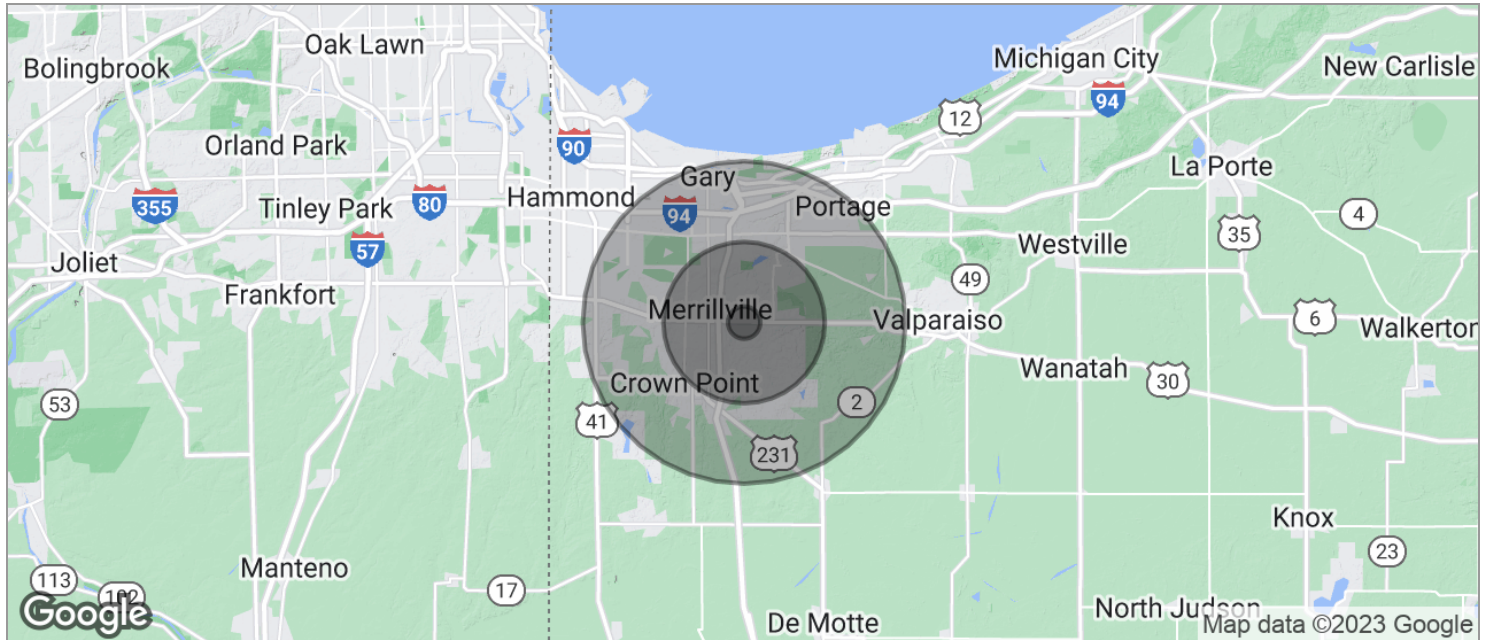 Oak Lawn
Michigan City
Bolingbrook
New Carlisle
94
12
Orland Park
90
La Porte
Gary
Hammond
355
Tinley Park
80
94
Portage
4
35
57
Westville
Joliet
49
Frankfort
Merrillville
Valparaiso
6
Walkerton
Wanatah
Crown Point
30
53
2
41
231
Knox
23
Manteno
113
102
17
North Judson
De Motte
Google
Map data ©2023 Google